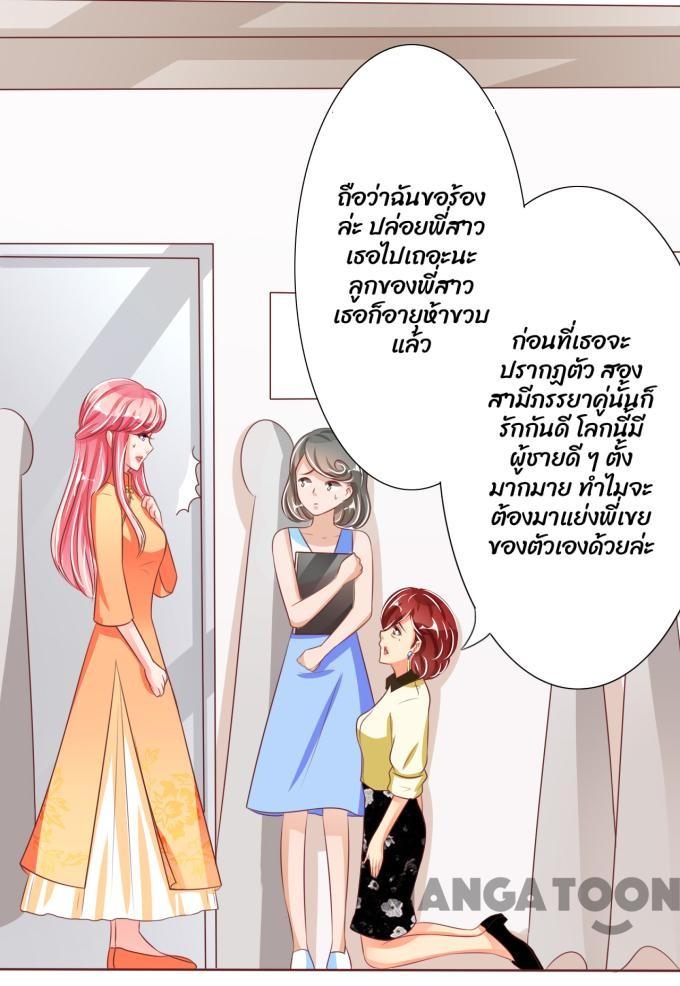 ถือว่าฉันขอร้อง
ล่ะ ปล่อยพี่สาว
เธอไปเถอะนะ
ลูกของพี่สาว
เธอก็อายุห้าขวบ
แล้ว
ก่อนที่เธอจะ
ปรากฏตัว สอง
สามีภรรยาคู่นั้นก็
รักกันดี โลกนี้มี
ผู้ชายดี ๆ ตั้ง
มากมาย ทำไมจะ
ต้องมาแย่งพี่เขย
ของตัวเองด้วยล่ะ
ANGATOON